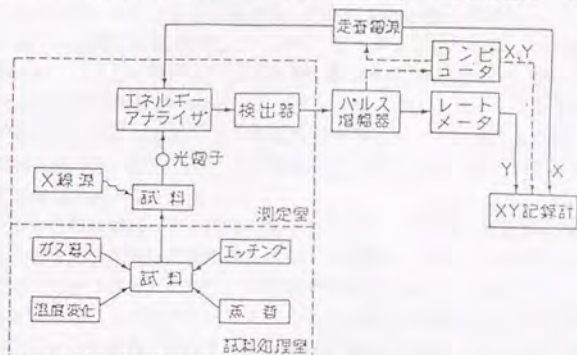 走査電源
コンピ
ュータ
X,Y
エネルギー
アナライザ
検出器
パルス
増幅器
レート
メータ
光電子
X線源
試料
測定室
Y
X
XY記録計
ガス導入
エッチング
試料
温度変化
蒸着
試料処理室